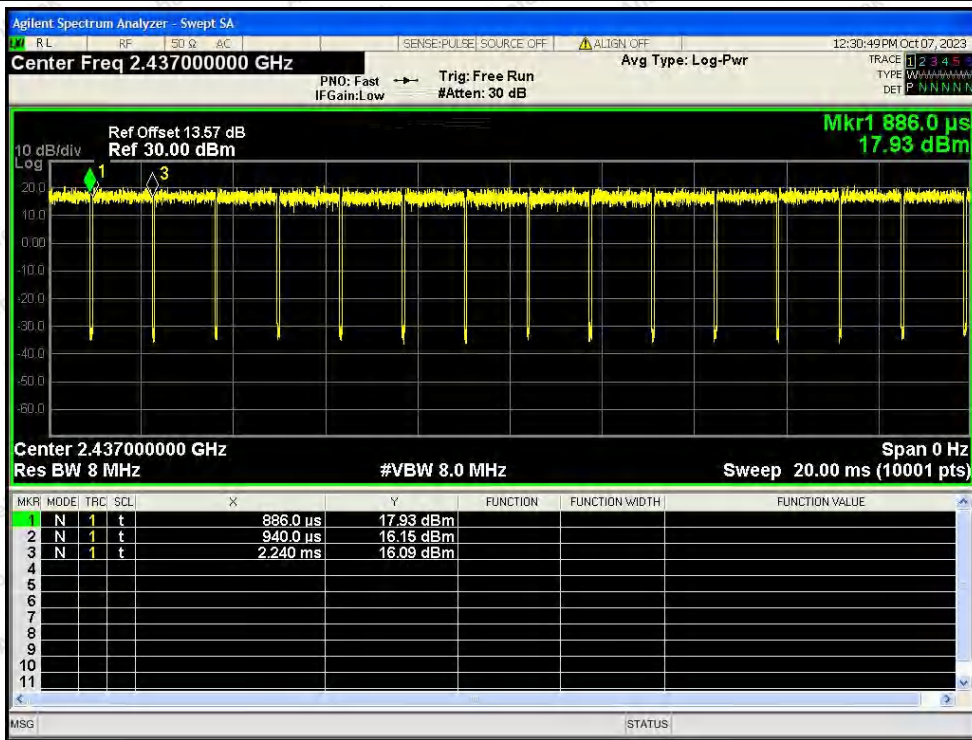 Agilent Spectrum Analyzer - Swept SA
RL RF 50 Ω AC SENSE:PULSE SOURCE OFF ALIGN OFF 12:30:49 PM Oct 07, 2023
Center Freq 2.437000000 GHz Avg Type: Log-Pwr TRACE 1 2 3 4 5 6
PNO: Fast Trig: Free Run TYPE
IFGain:Low #Atten: 30 dB DET P N N N N N
Mkr1 886.0 µs
17.93 dBm
Ref Offset 13.57 dB
10 dB/div Ref 30.00 dBm
Log
1
3
20.0
10.0
0.00
-10.0
-20.0
-30.0
-40.0
-50.0
-60.0
Center 2.437000000 GHz Span 0 Hz
Res BW 8 MHz #VBW 8.0 MHz Sweep 20.00 ms (10001 pts)
MKR MODE TRC SCL X Y FUNCTION FUNCTION WIDTH FUNCTION VALUE
1 N 1 t 886.0 µs 17.93 dBm
2 N 1 t 940.0 µs 16.15 dBm
3 N 1 t 2.240 ms 16.09 dBm
4
5
6
7
8
9
10
11
MSG STATUS